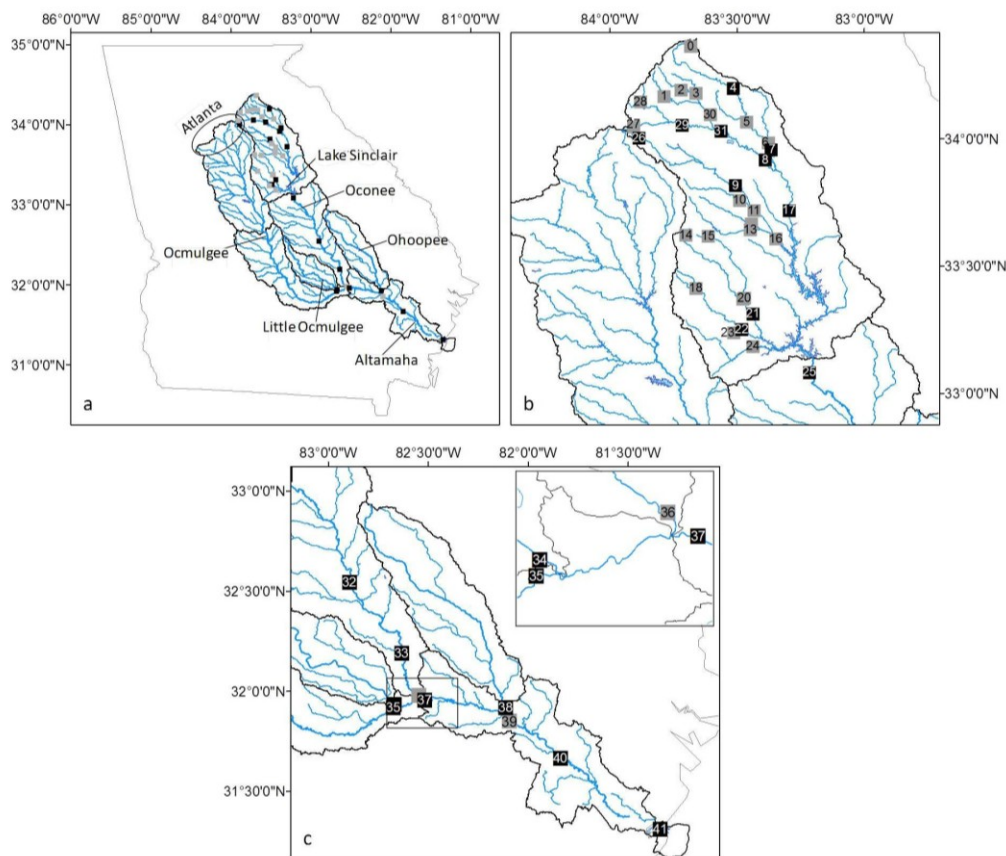 86°0'0"W 85°0'0"W 84°0'0"W 83°0'0"W 82°0'0"W 81°0'0"W
35°0'0"N
34°0'0"N
33°0'0"N
32°0'0"N
31°0'0"N
Atlanta
Lake Sinclair
Oconee
Ohoopee
Ocmulgee
Little Ocmulgee
Altamaha
a
84°0'0"W 83°30'0"W 83°0'0"W
34°0'0"N
33°30'0"N
33°0'0"N
0
4
2
1 3
28
30
5
27 29
31
26
7
8
9
10
11
17
13
14 15 16
18
20
21
22
23
24
25
b
83°0'0"W 82°30'0"W 82°0'0"W 81°30'0"W
33°0'0"N
32°30'0"N
32°0'0"N
31°30'0"N
36
37
34
35
32
33
37
35
38
39
40
41
c